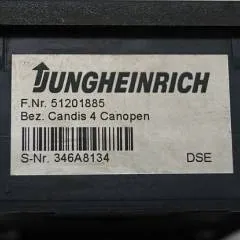 JUNGHEINRICH
F.Nr. 51201885
Bez. Candis 4 Canopen
S-Nr. 346A8134 DSE